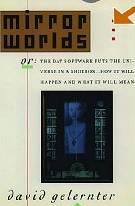 mirror
worlds
or: THE DAY SOFTWARE PUTS THE UNI-
VERSE IN A SHOEBOX...HOW IT WILL
HAPPEN AND WHAT IT WILL MEAN
david gelernter